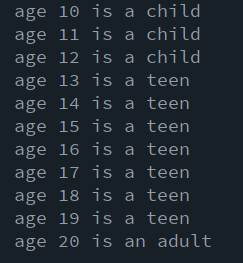 age 10 is a child
age 11 is a child
age 12 is a child
age 13 is a teen
age 14 is a teen
age 15 is a teen
age 16 is a teen
age 17 is a teen
age 18 is a teen
age 19 is a teen
age 20 is an adult